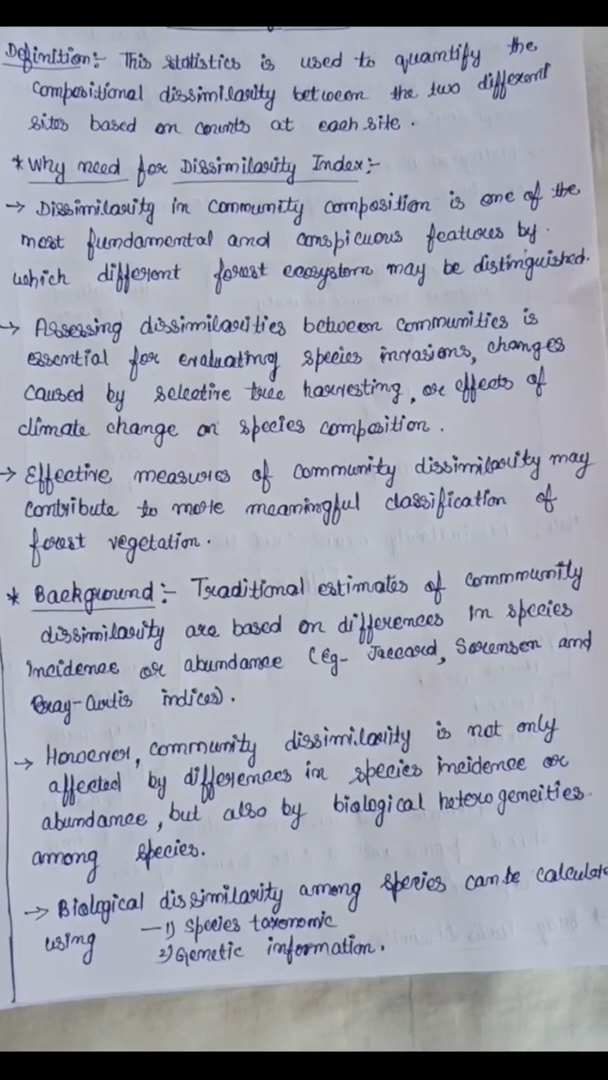 Definition:- This statistics is used to quantify the
compositional dissimilarity between the two different
sites based on counts at each site.
* Why need for Dissimilarity Index:-
→ Dissimilarity in community composition is one of the
most fundamental and conspicuous features by.
which different forest ecosystem may be distinguished.
→ Assessing dissimilarities between communities is
essential for evaluating species invasions, changes
caused by selective tree harvesting, or effects of
climate change on species composition.
→ Effective measures of community dissimilarity may
contribute to more meaningful classification of
forest vegetation.
* Background:- Traditional estimates of commmunity
dissimilarity are based on differences in species
incidence or abundance (eg- Jaccard, Sorensen and
Bray-Curtis indices).
→ However, community dissimilarity is not only
affected by differences in species incidence or
abundance, but also by biological heterogeneities
among species.
→ Biological dissimilarity among species can be calculate
using — 1) Species taxonomic
2) Genetic information.